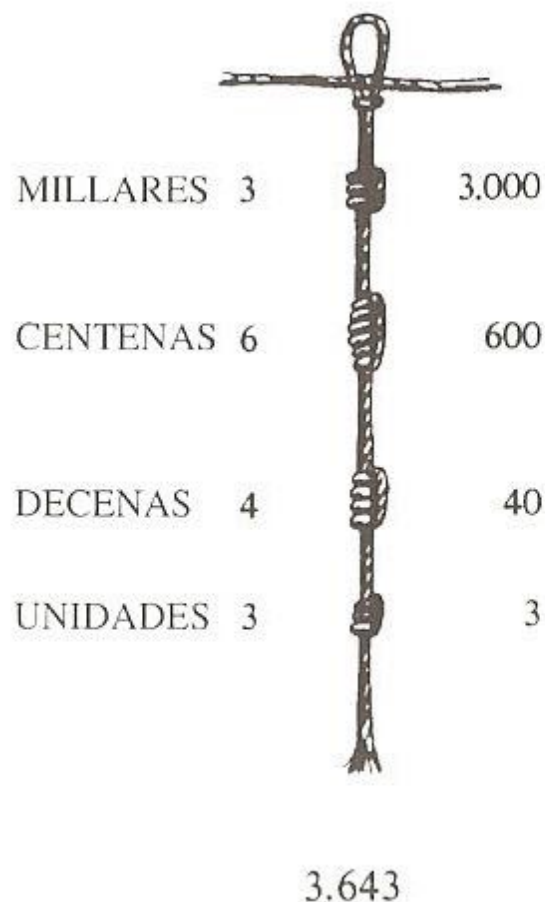 MILLARES 3 3.000
CENTENAS 6 600
DECENAS 4 40
UNIDADES 3 3
3.643